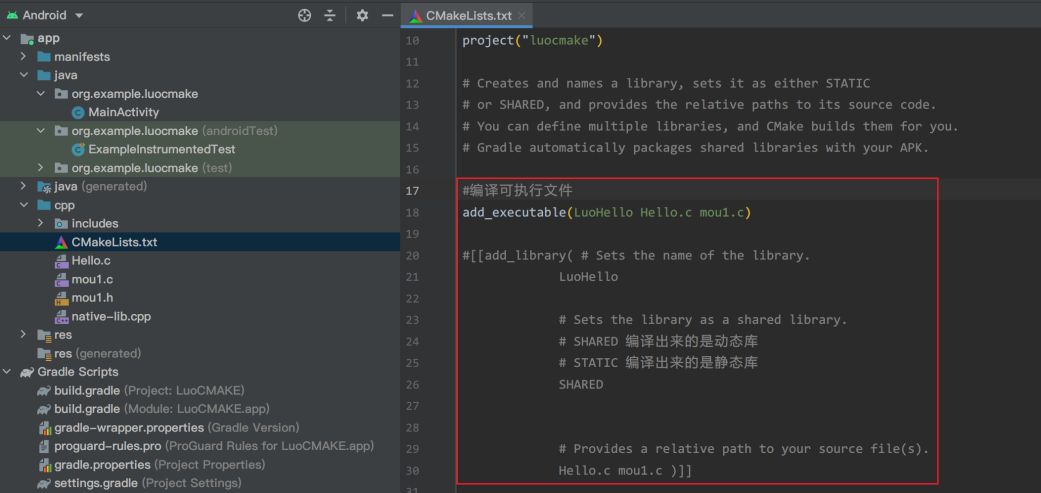 Android
CMakeLists.txt
app
manifests
java
org.example.luocmake
MainActivity
org.example.luocmake (androidTest)
ExampleInstrumentedTest
org.example.luocmake (test)
java (generated)
cpp
includes
CMakeLists.txt
Hello.c
mou1.c
mou1.h
native-lib.cpp
res
res (generated)
Gradle Scripts
build.gradle (Project: LuoCMAKE)
build.gradle (Module: LuoCMAKE.app)
gradle-wrapper.properties (Gradle Version)
proguard-rules.pro (ProGuard Rules for LuoCMAKE.app)
gradle.properties (Project Properties)
settings.gradle (Project Settings)
10 project("luocmake")
11
12 # Creates and names a library, sets it as either STATIC
13 # or SHARED, and provides the relative paths to its source code.
14 # You can define multiple libraries, and CMake builds them for you.
15 # Gradle automatically packages shared libraries with your APK.
16
17 #编译可执行文件
18 add_executable(LuoHello Hello.c mou1.c)
19
20 #[[add_library( # Sets the name of the library.
21 LuoHello
22
23 # Sets the library as a shared library.
24 # SHARED 编译出来的是动态库
25 # STATIC 编译出来的是静态库
26 SHARED
27
28
29 # Provides a relative path to your source file(s).
30 Hello.c mou1.c )]]
31